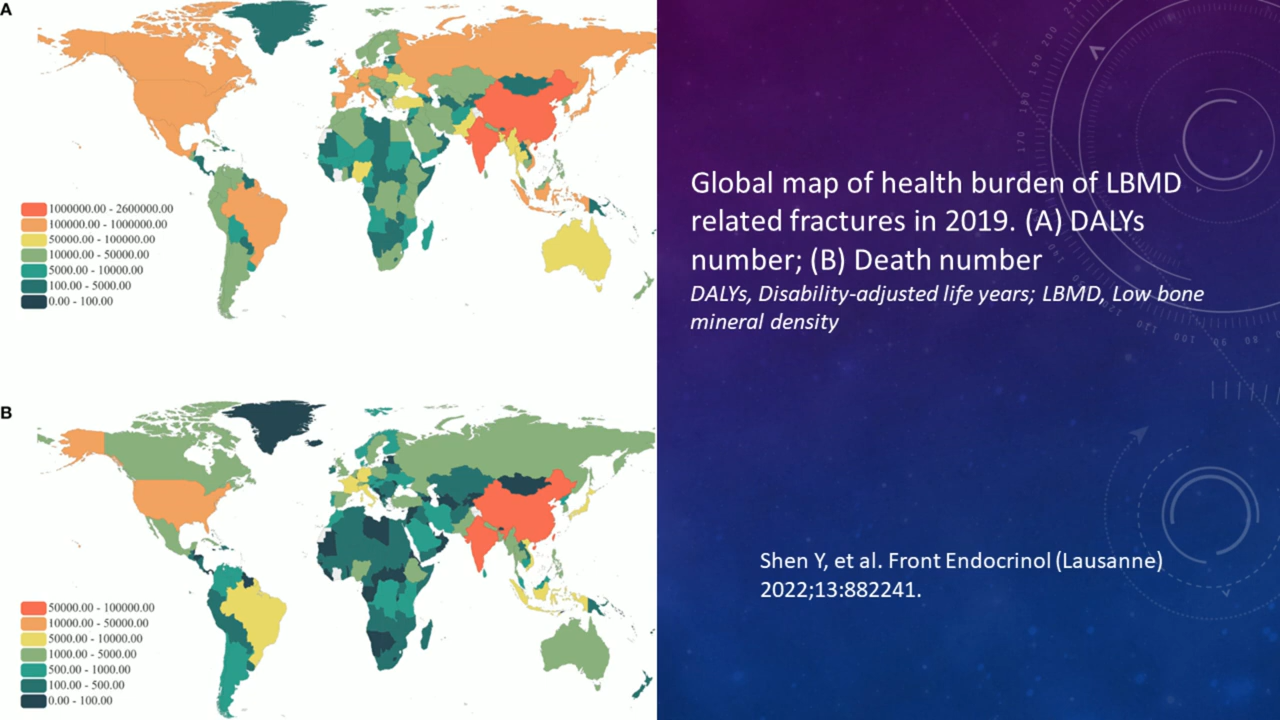 A
1000000.00 - 2600000.00
100000.00 - 1000000.00
50000.00 - 100000.00
10000.00 - 50000.00
5000.00 - 10000.00
100.00 - 5000.00
0.00 - 100.00
B
50000.00 - 100000.00
10000.00 - 50000.00
5000.00 - 10000.00
1000.00 - 5000.00
500.00 - 1000.00
100.00 - 500.00
0.00 - 100.00
Global map of health burden of LBMD
related fractures in 2019. (A) DALYs
number; (B) Death number
DALYs, Disability-adjusted life years; LBMD, Low bone
mineral density
Shen Y, et al. Front Endocrinol (Lausanne)
2022;13:882241.